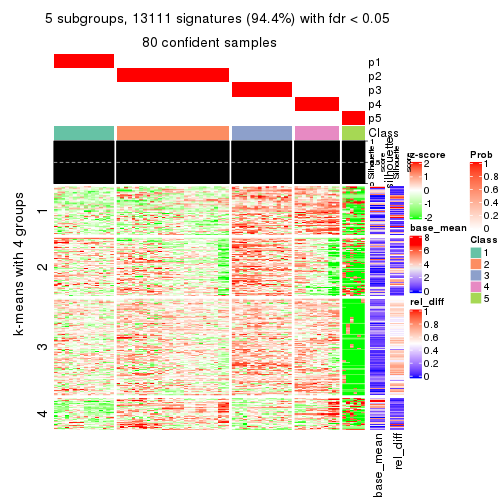 5 subgroups, 13111 signatures (94.4%) with fdr < 0.05
80 confident samples
p1
p2
p3
p4
p5
Class
silhouette
z-score
2
1
0
-1
-2
base_mean
8
6
4
2
0
rel_diff
1
0.8
0.6
0.4
0.2
0
Prob
1
0.8
0.6
0.4
0.2
0
Class
1
2
3
4
5
k-means with 4 groups
1
2
3
4
base_mean
rel_diff